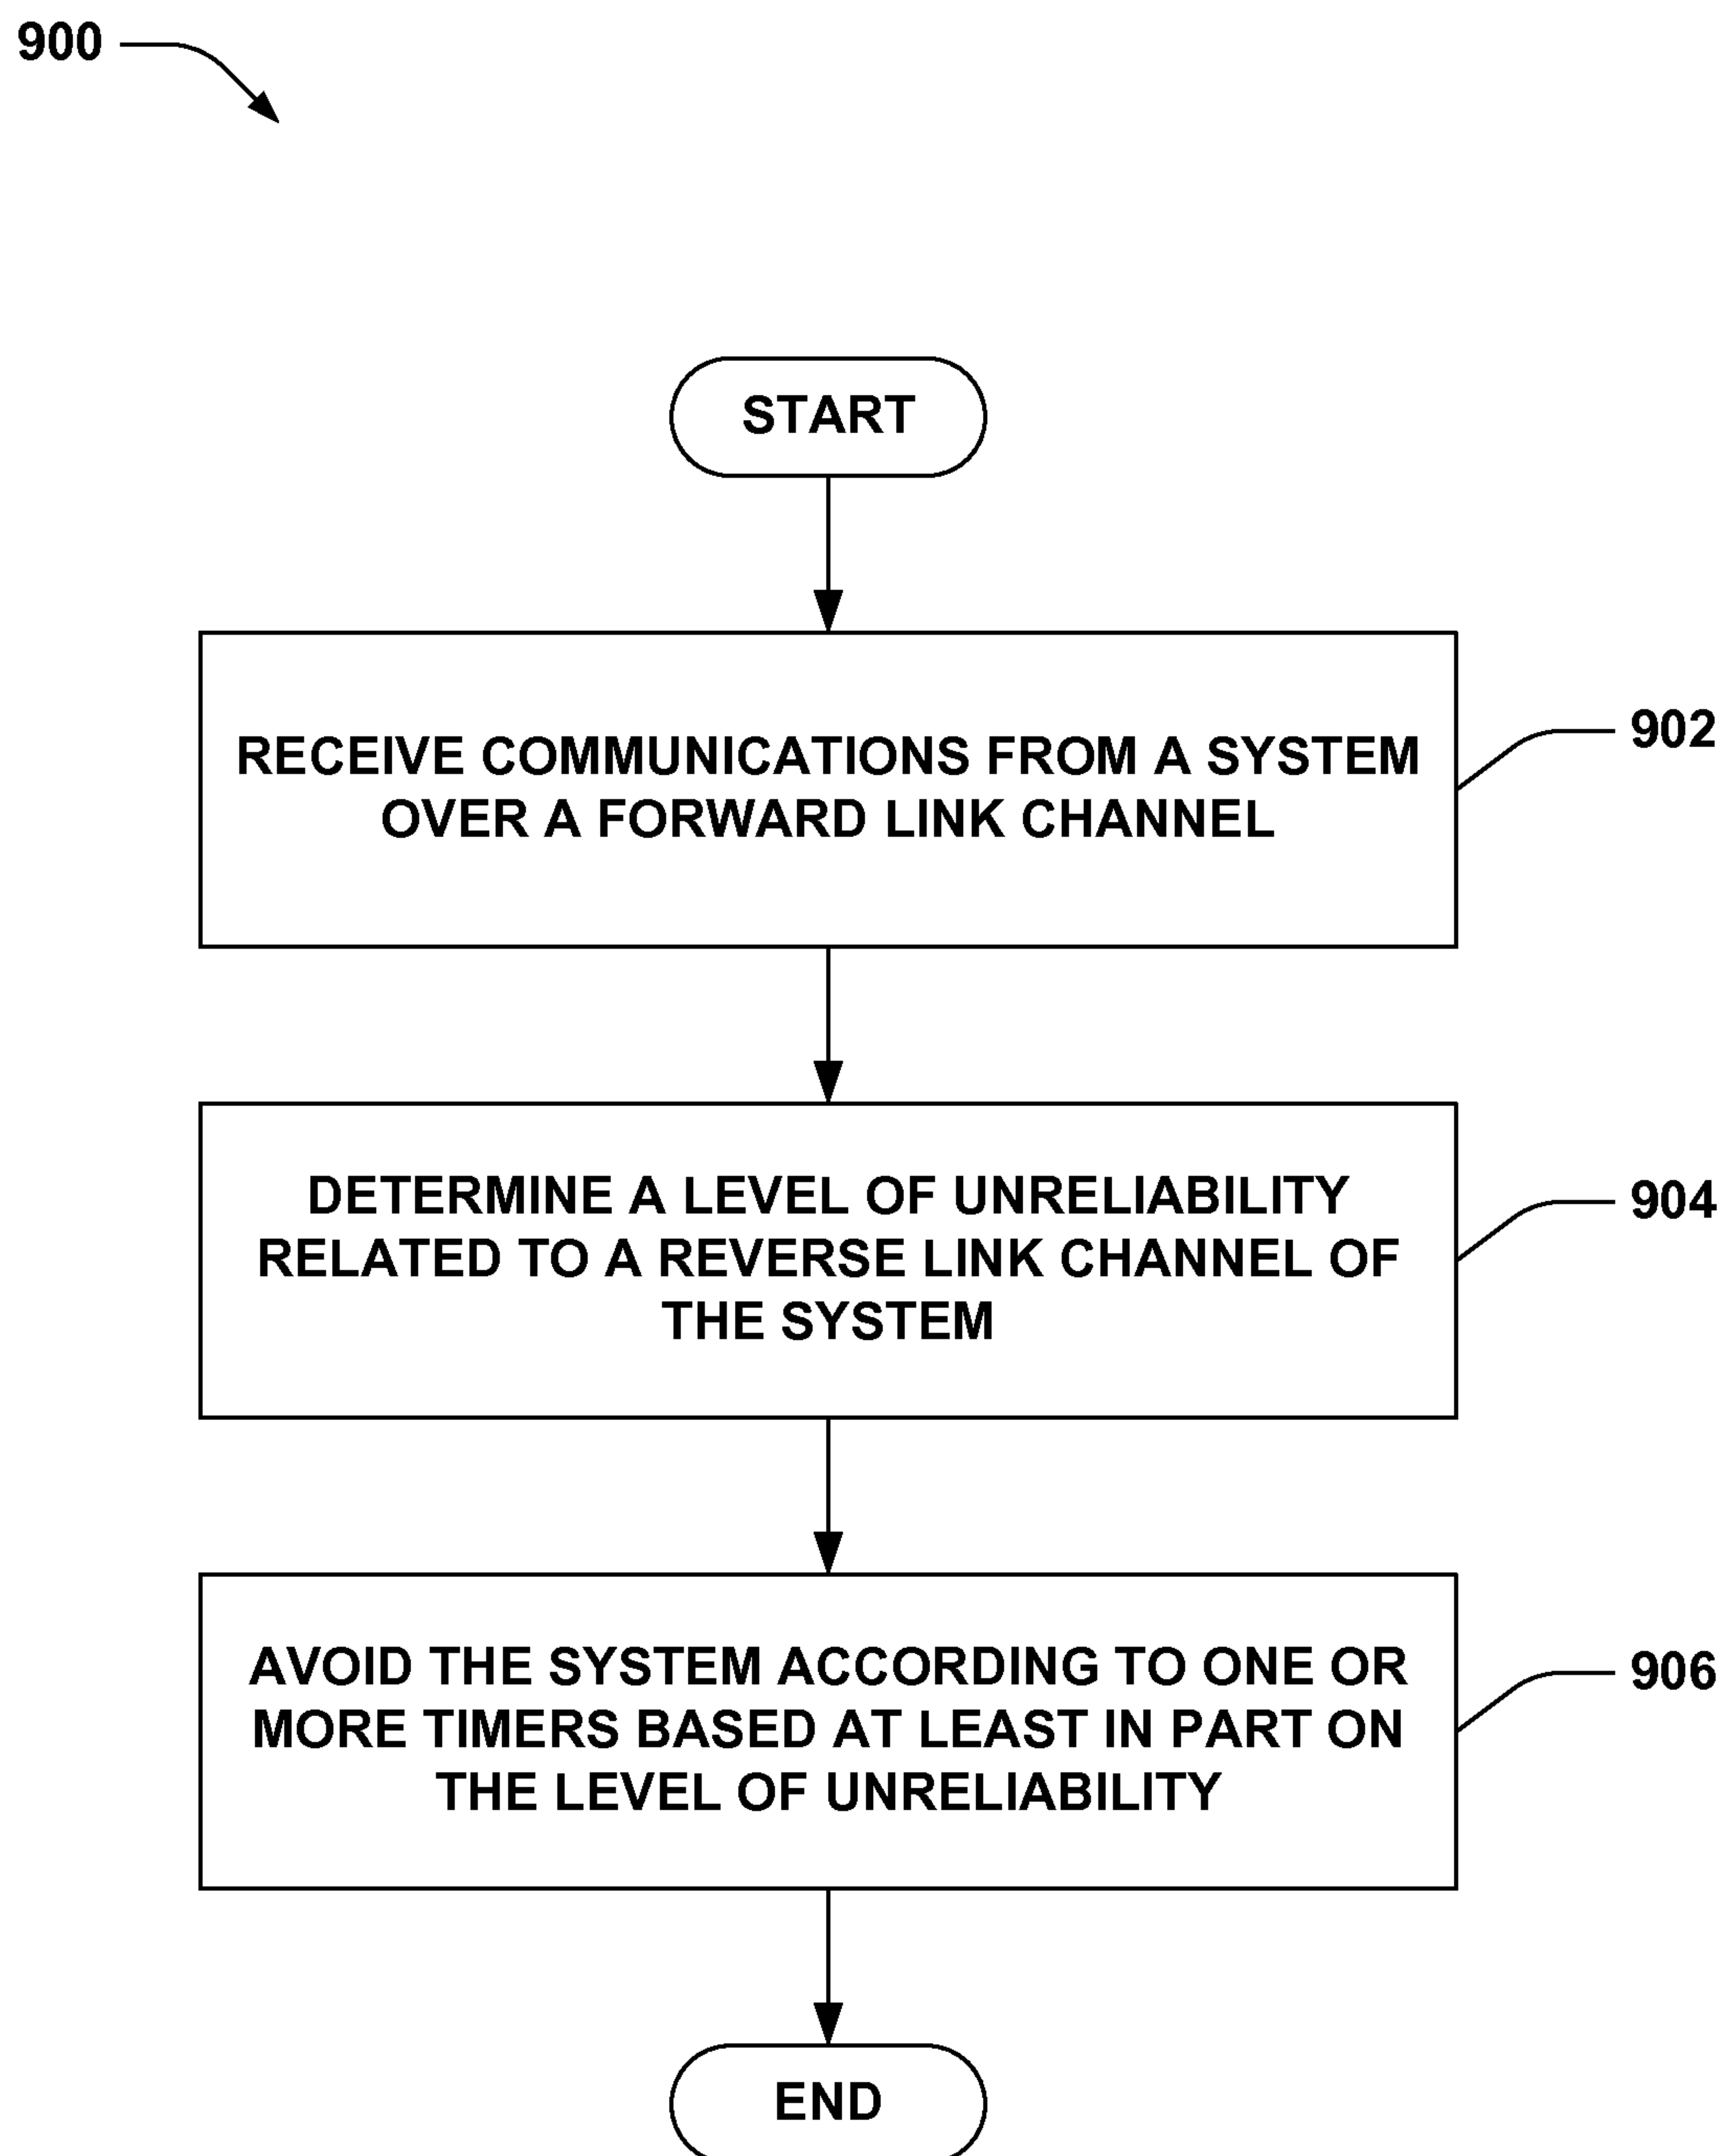 900
START
RECEIVE COMMUNICATIONS FROM A SYSTEM
OVER A FORWARD LINK CHANNEL
902
DETERMINE A LEVEL OF UNRELIABILITY
RELATED TO A REVERSE LINK CHANNEL OF
THE SYSTEM
904
AVOID THE SYSTEM ACCORDING TO ONE OR
MORE TIMERS BASED AT LEAST IN PART ON
THE LEVEL OF UNRELIABILITY
906
END